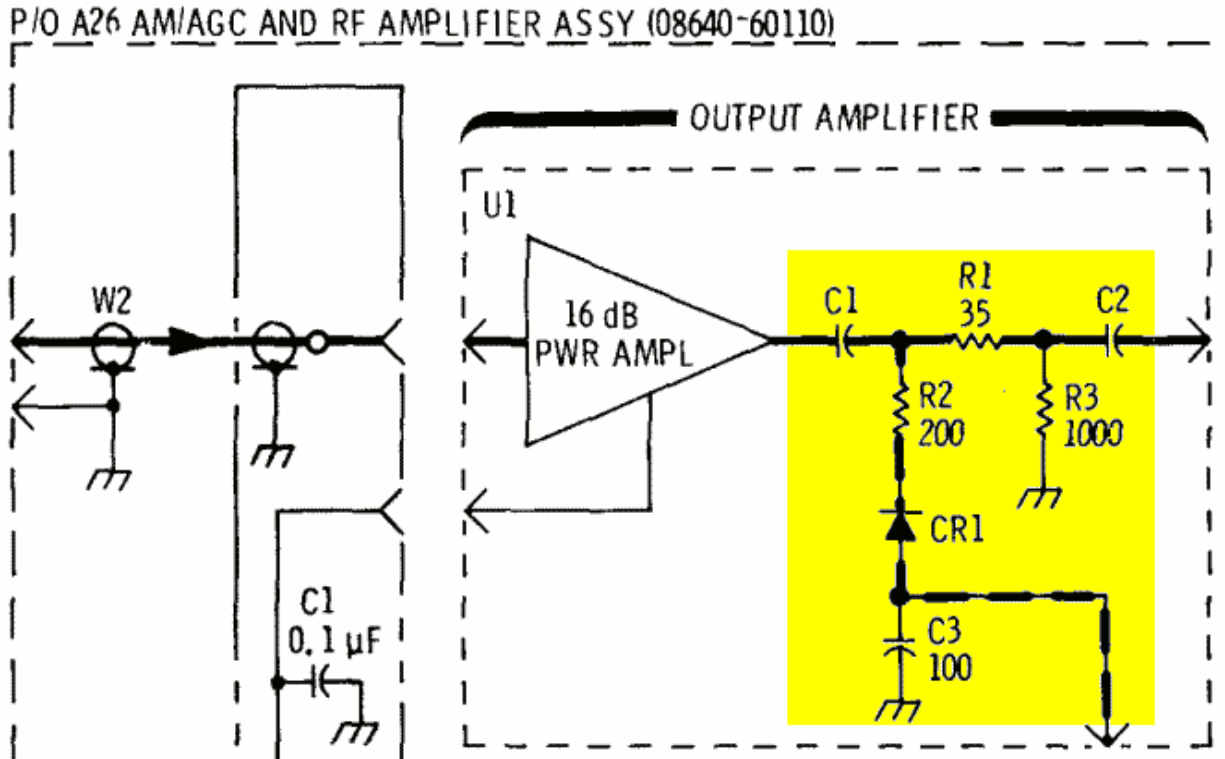 P/O A26 AM/AGC AND RF AMPLIFIER ASSY (08640-60110)
OUTPUT AMPLIFIER
U1
W2
16 dB
PWR AMPL
C1
R1
35
C2
R2
200
R3
1000
CR1
C1
0.1 µF
C3
100